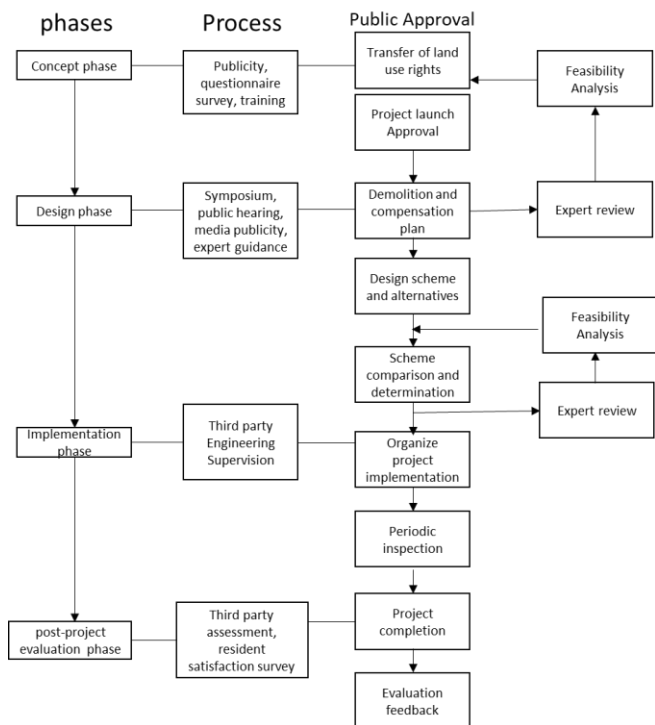 phases
Process
Public Approval
Concept phase
Publicity,
questionnaire
survey, training
Transfer of land
use rights
Feasibility
Analysis
Project launch
Approval
Design phase
Symposium,
public hearing,
media publicity,
expert guidance
Demolition and
compensation
plan
Expert review
Design scheme
and alternatives
Feasibility
Analysis
Scheme
comparison and
determination
Expert review
Implementation
phase
Third party
Engineering
Supervision
Organize
project
implementation
Periodic
inspection
post-project
evaluation phase
Third party
assessment,
resident
satisfaction survey
Project
completion
Evaluation
feedback